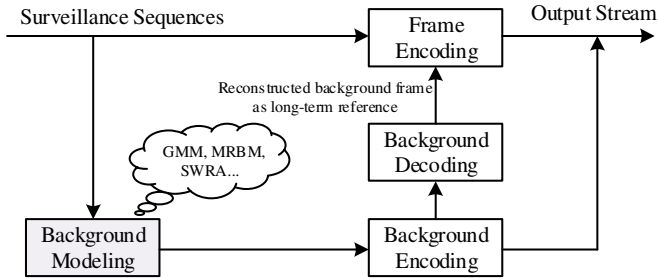 Surveillance Sequences
Frame
Encoding
Output Stream
Reconstructed background frame
as long-term reference
GMM, MRBM,
SWRA...
Background
Decoding
Background
Modeling
Background
Encoding